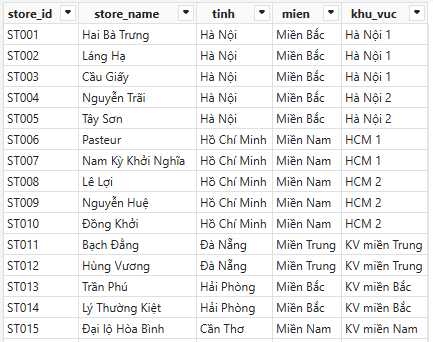 store_id store_name tinh mien khu_vuc
ST001 Hai Bà Trưng Hà Nội Miền Bắc Hà Nội 1
ST002 Láng Hạ Hà Nội Miền Bắc Hà Nội 1
ST003 Cầu Giấy Hà Nội Miền Bắc Hà Nội 1
ST004 Nguyễn Trãi Hà Nội Miền Bắc Hà Nội 2
ST005 Tây Sơn Hà Nội Miền Bắc Hà Nội 2
ST006 Pasteur Hồ Chí Minh Miền Nam HCM 1
ST007 Nam Kỳ Khởi Nghĩa Hồ Chí Minh Miền Nam HCM 1
ST008 Lê Lợi Hồ Chí Minh Miền Nam HCM 2
ST009 Nguyễn Huệ Hồ Chí Minh Miền Nam HCM 2
ST010 Đồng Khởi Hồ Chí Minh Miền Nam HCM 2
ST011 Bạch Đằng Đà Nẵng Miền Trung KV miền Trung
ST012 Hùng Vương Đà Nẵng Miền Trung KV miền Trung
ST013 Trần Phú Hải Phòng Miền Bắc KV miền Bắc
ST014 Lý Thường Kiệt Hải Phòng Miền Bắc KV miền Bắc
ST015 Đại lộ Hòa Bình Cần Thơ Miền Nam KV miền Nam